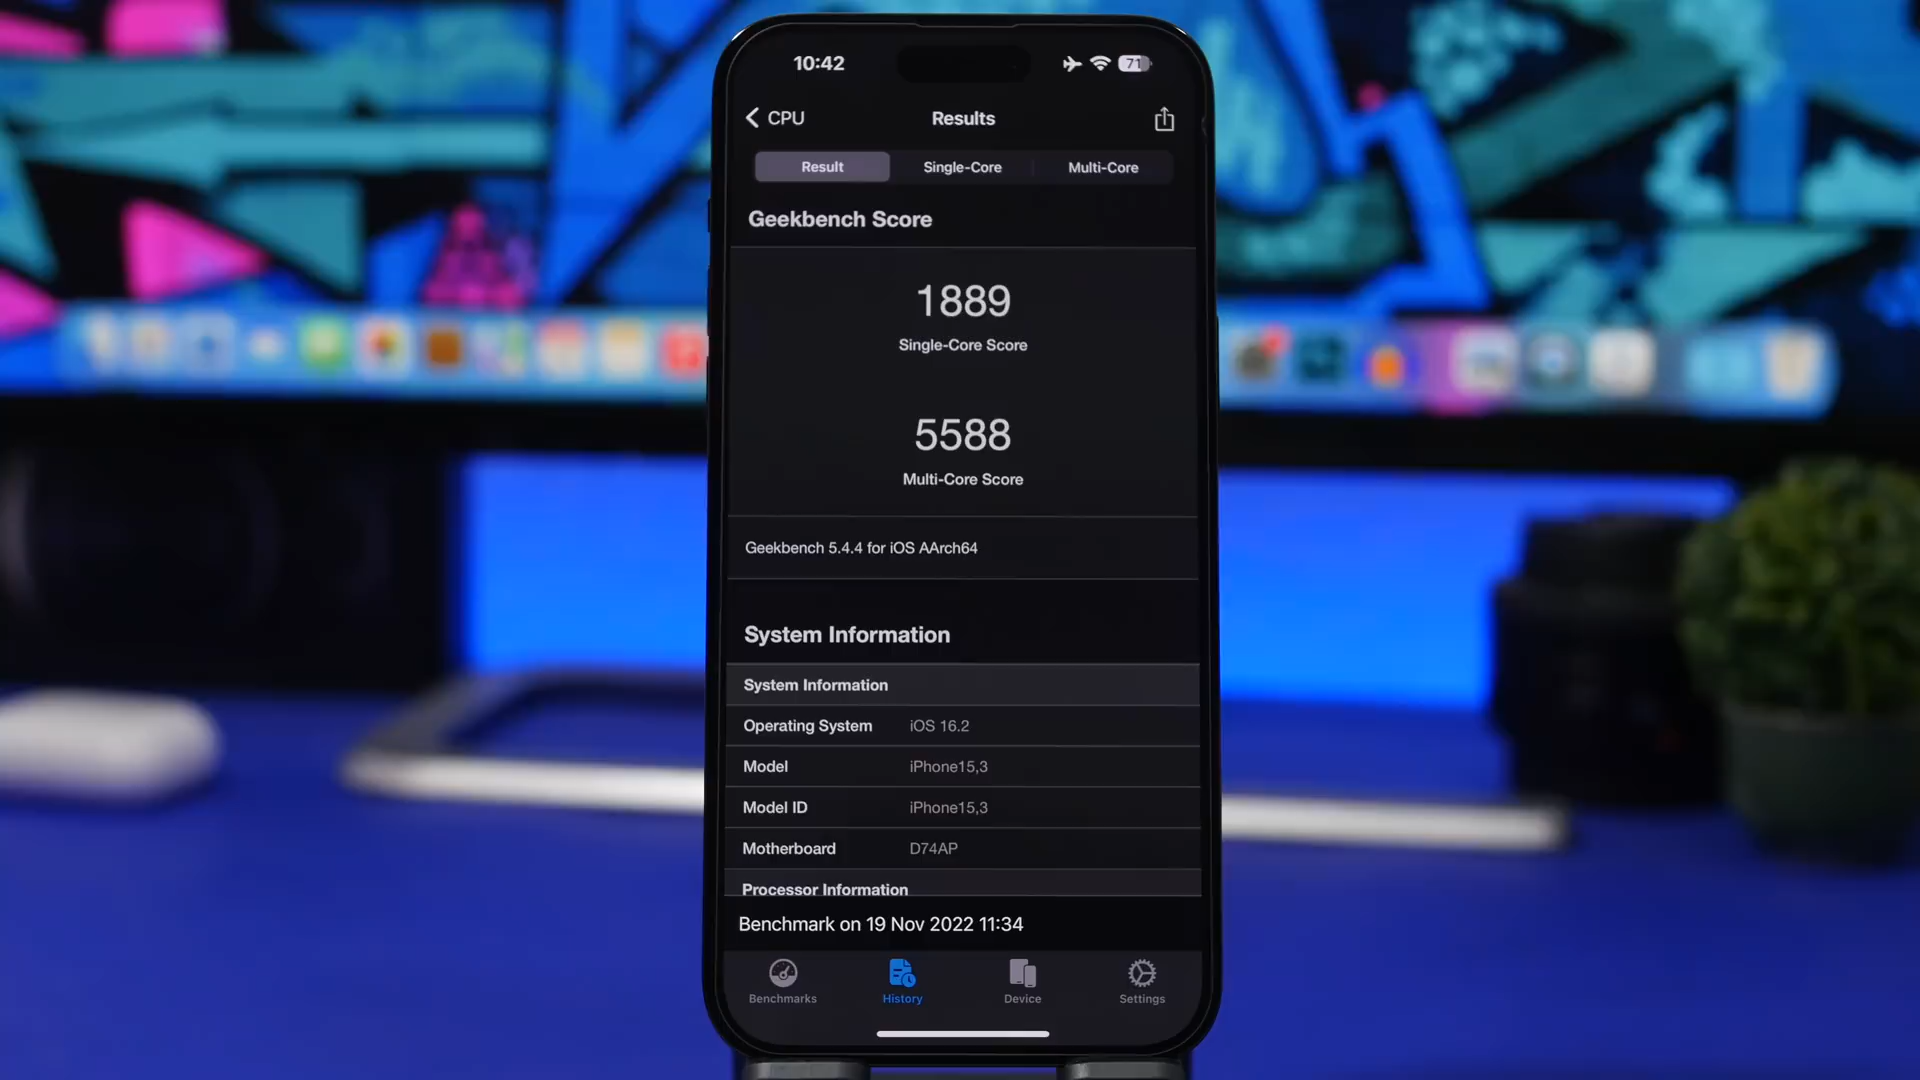 10:42
71
CPU
Results
Result
Single-Core
Multi-Core
Geekbench Score
1889
Single-Core Score
5588
Multi-Core Score
Geekbench 5.4.4 for iOS AArch64
System Information
System Information
Operating System iOS 16.2
Model iPhone15,3
Model ID iPhone15,3
Motherboard D74AP
Processor Information
Benchmark on 19 Nov 2022 11:34
Benchmarks
History
Device
Settings